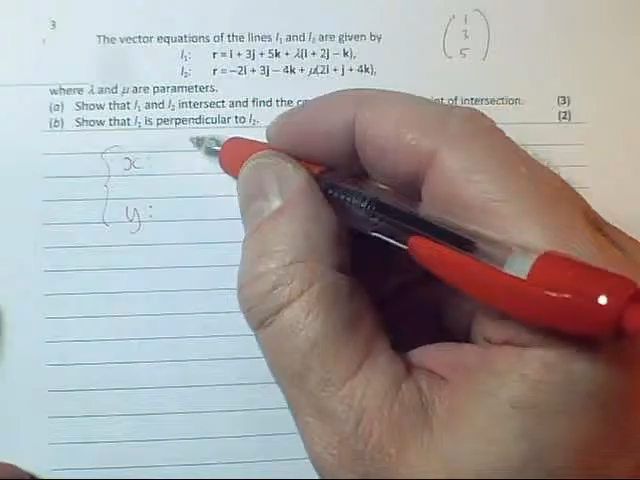 3
The vector equations of the lines l₁ and l₂ are given by
l₁: r = i + 3j + 5k + λ(i + 2j – k),
l₂: r = –2i + 3j – 4k + μ(2i + j + 4k),
where λ and μ are parameters.
(a) Show that l₁ and l₂ intersect and find the nt of intersection. (3)
(b) Show that l₁ is perpendicular to l₂. (2)
1
3
5
x:
y: